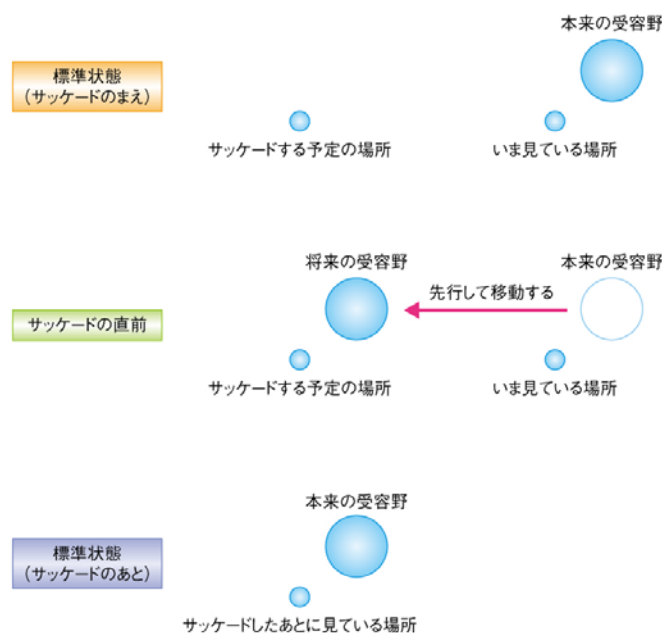 本来の受容野
標準状態
(サッケードのまえ)
サッケードする予定の場所
いま見ている場所
将来の受容野
本来の受容野
先行して移動する
サッケードの直前
サッケードする予定の場所
いま見ている場所
本来の受容野
標準状態
(サッケードのあと)
サッケードしたあとに見ている場所